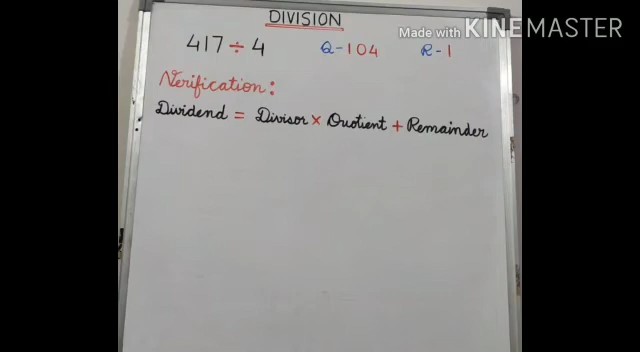 DIVISION
Made with KINEMASTER
417 ÷ 4 Q-104 R-1
Verification:
Dividend = Divisor × Quotient + Remainder